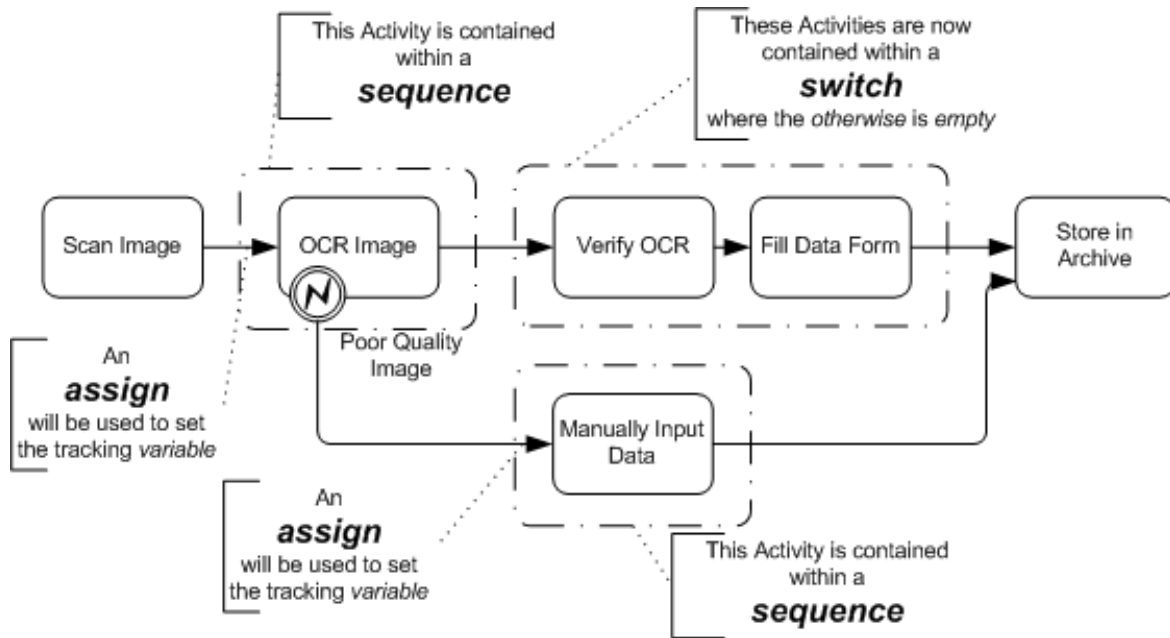 This Activity is contained
within a
sequence
These Activities are now
contained within a
switch
where the otherwise is empty
Scan Image
OCR Image
Verify OCR
Fill Data Form
Store in
Archive
Poor Quality
Image
An
assign
will be used to set
the tracking variable
Manually Input
Data
An
assign
will be used to set
the tracking variable
This Activity is contained
within a
sequence